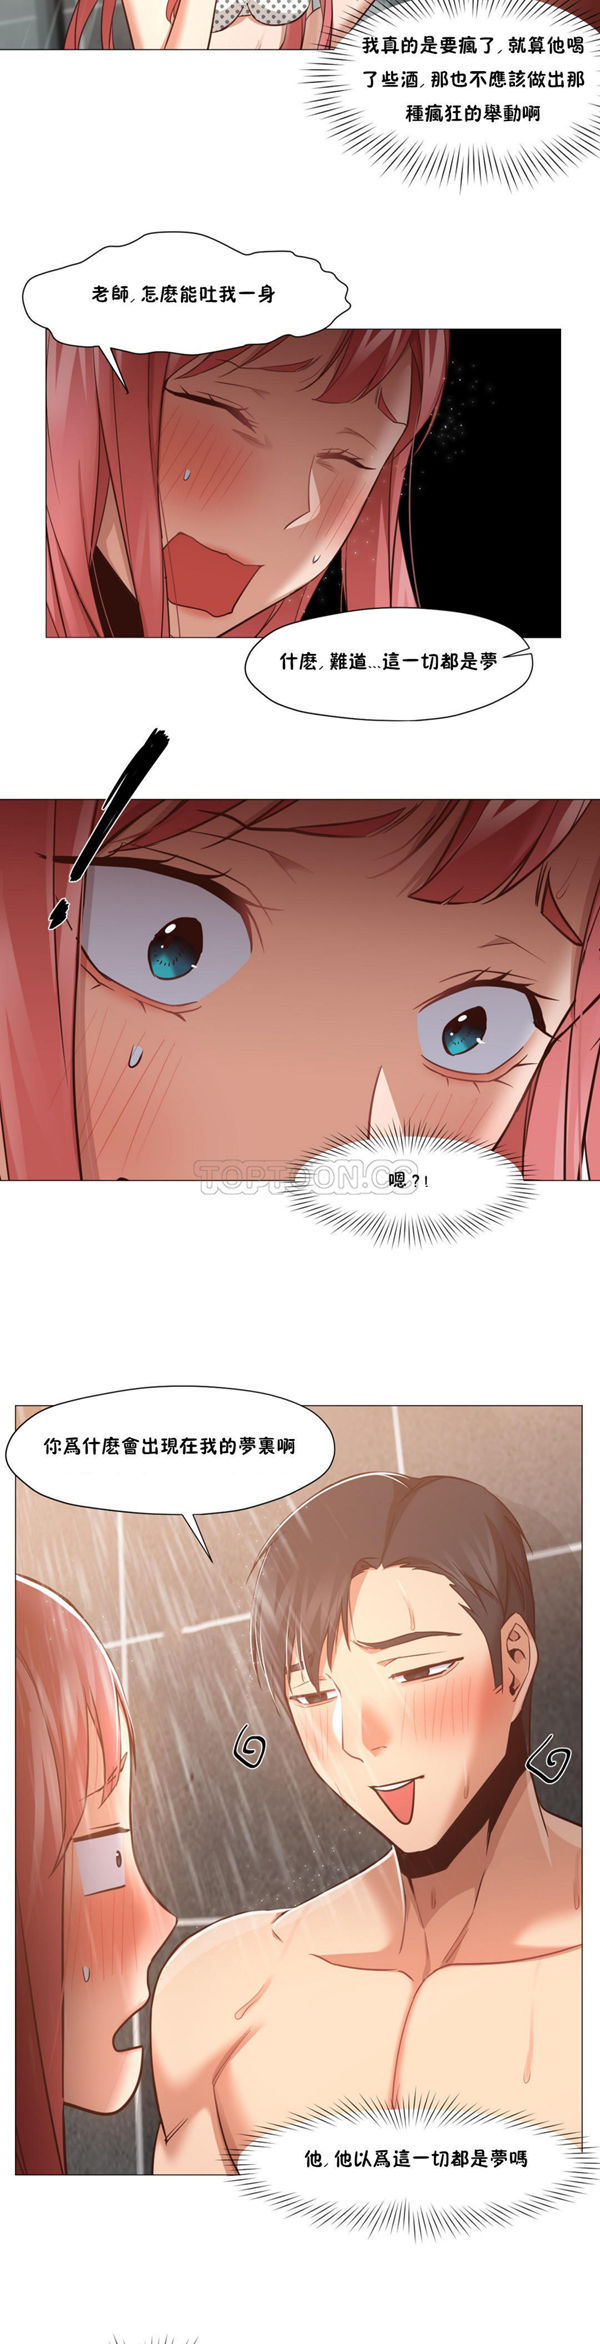 我真的是要瘋了, 就算他喝
了些酒, 那也不應該做出那
種瘋狂的舉動啊
老師, 怎麽能吐我一身
什麽, 難道...這一切都是夢
TOPTOON.CC
嗯?!
你爲什麽會出現在我的夢裏啊
他, 他以爲這一切都是夢嗎